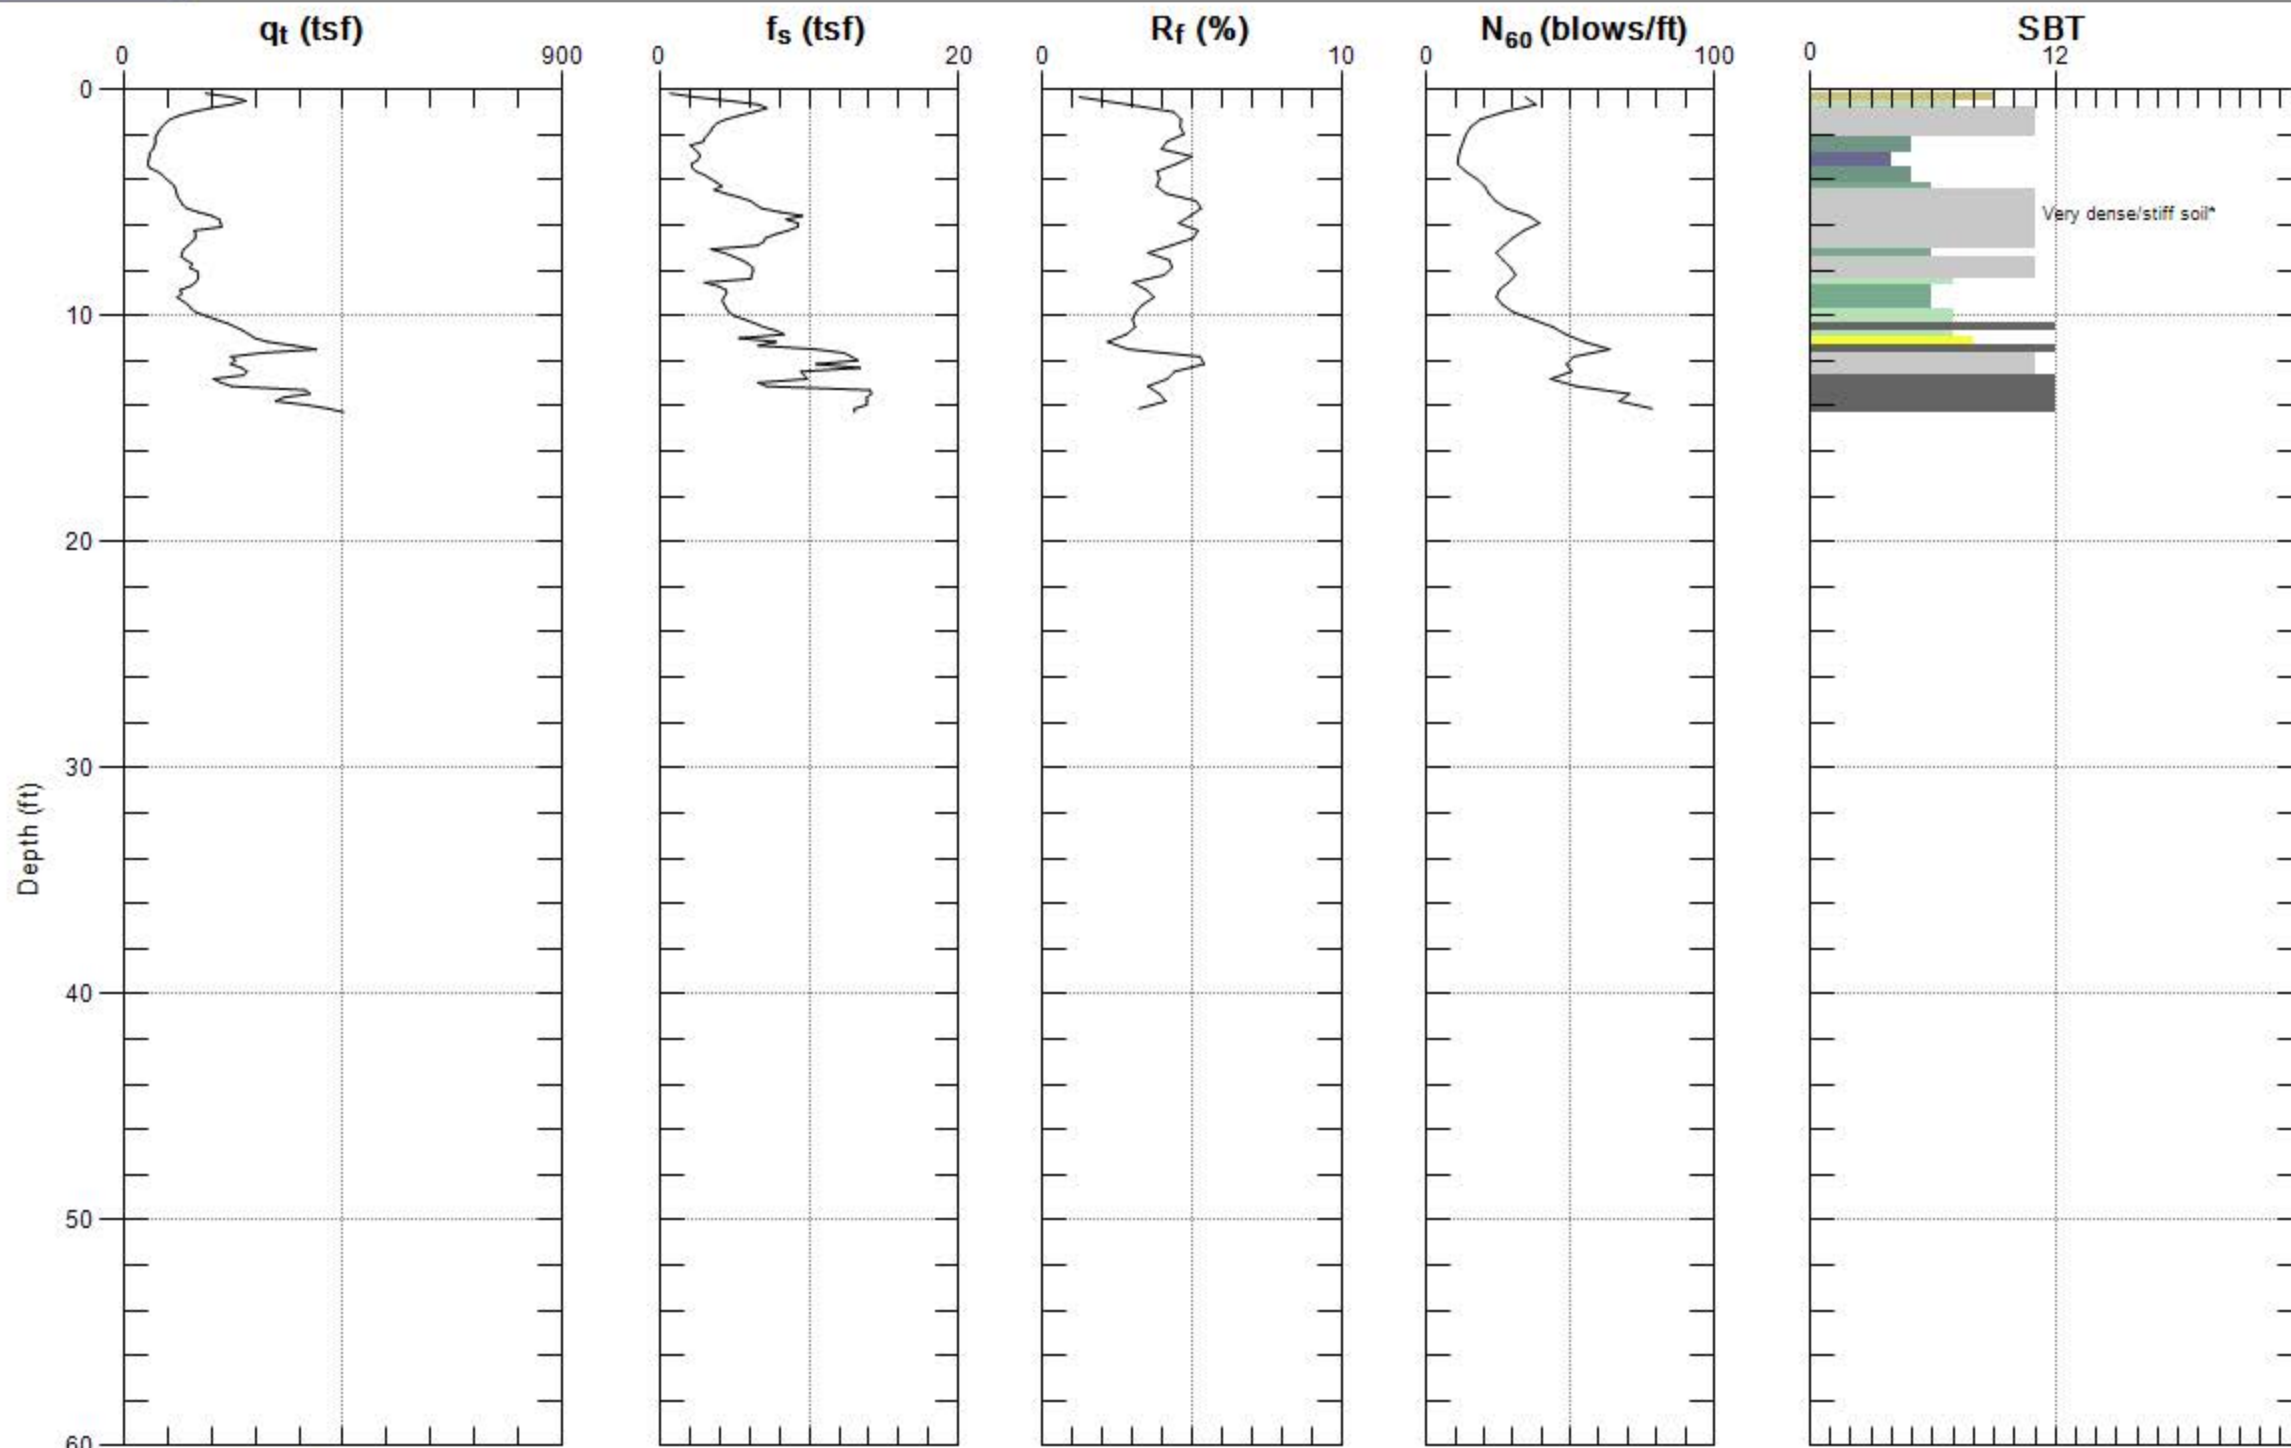 qt (tsf)
fs (tsf)
Rf (%)
N60 (blows/ft)
SBT
0 900
0 20
0 10
0 100
0 12
0
Very dense/stiff soil*
10
20
30
Depth (ft)
40
50
60